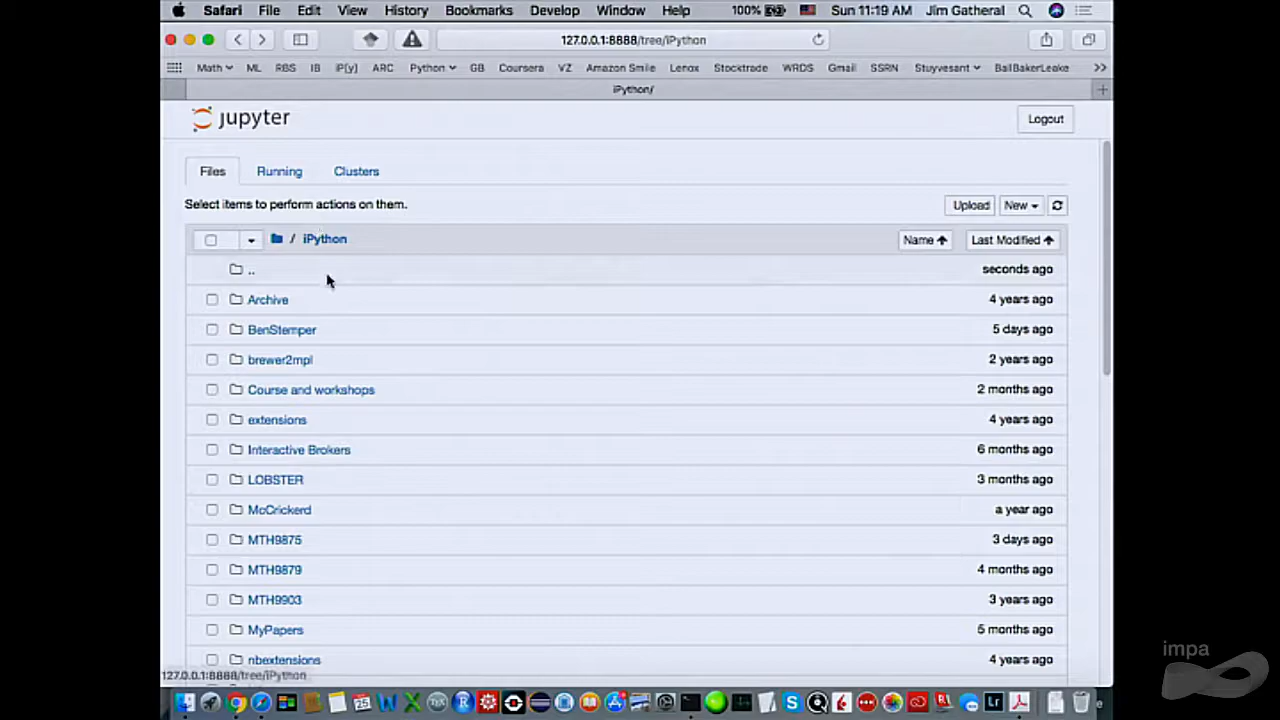 Safari File Edit View History Bookmarks Develop Window Help 100% Sun 11:19 AM Jim Gatheral
127.0.0.1:8888/tree/iPython
Math ML RBS IB iP[y] ARC Python GB Coursera VZ Amazon Smile Lenox Stocktrade WRDS Gmail SSRN Stuyvesant BallBakerLeake >>
iPython/
jupyter Logout
Files Running Clusters
Select items to perform actions on them. Upload New
/ iPython Name Last Modified
.. seconds ago
Archive 4 years ago
BenStemper 5 days ago
brewer2mpl 2 years ago
Course and workshops 2 months ago
extensions 4 years ago
Interactive Brokers 6 months ago
LOBSTER 3 months ago
McCrickerd a year ago
MTH9875 3 days ago
MTH9879 4 months ago
MTH9903 3 years ago
MyPapers 5 months ago
nbextensions 4 years ago
127.0.0.1:8888/tree/iPython
impa